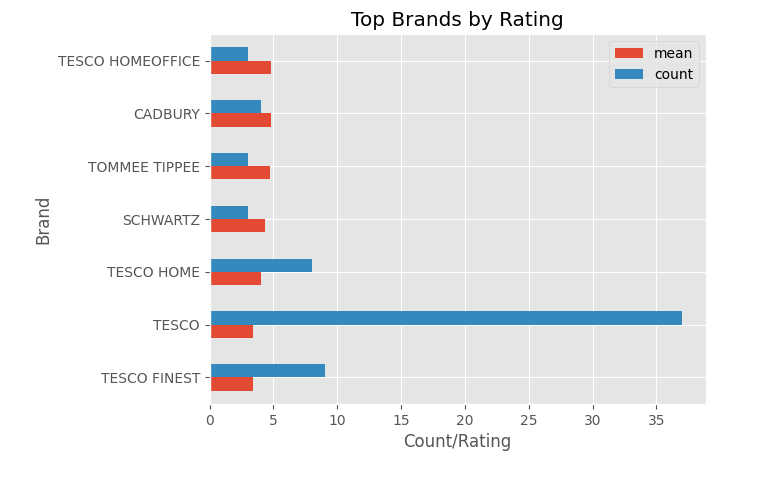 Top Brands by Rating
mean
count
TESCO HOMEOFFICE
CADBURY
TOMMEE TIPPEE
SCHWARTZ
TESCO HOME
TESCO
TESCO FINEST
Brand
0 5 10 15 20 25 30 35
Count/Rating